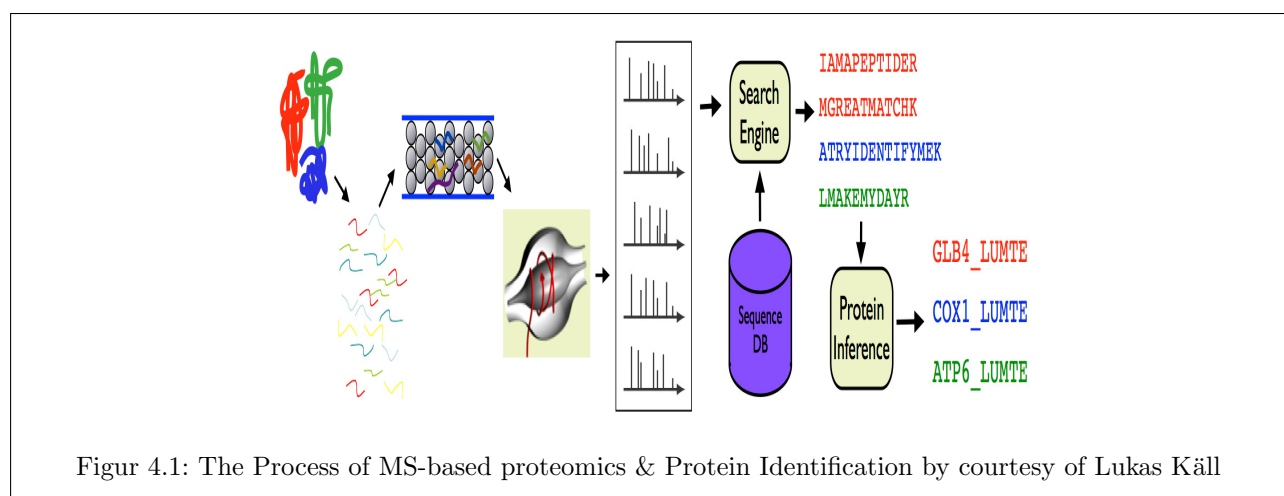 Search
Engine
IAMAPEPTIDER
MGREATMATCHK
ATRYIDENTIFYMEK
LMAKEMYDAYR
Sequence
DB
Protein
Inference
GLB4_LUMTE
COX1_LUMTE
ATP6_LUMTE
Figur 4.1: The Process of MS-based proteomics & Protein Identification by courtesy of Lukas Käll